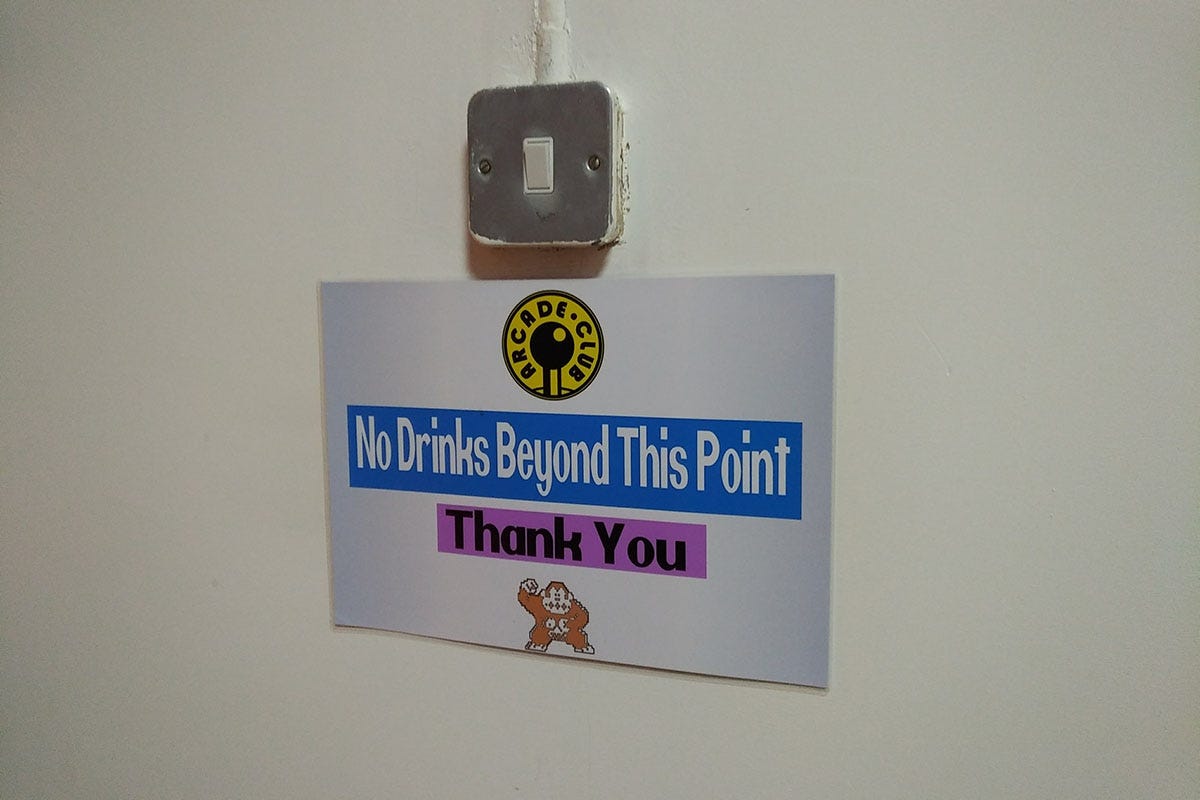 ARCADE·CLUB
No Drinks Beyond This Point
Thank You